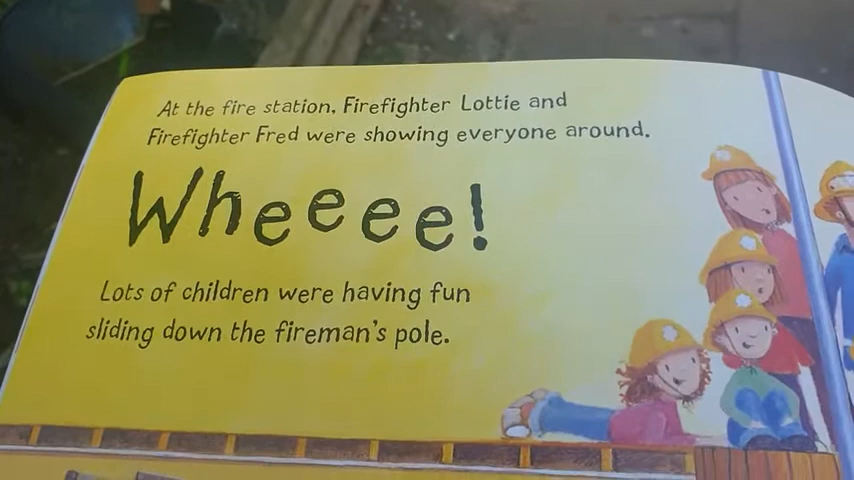 At the fire station, Firefighter Lottie and
Firefighter Fred were showing everyone around.
Wheeee!
Lots of children were having fun
sliding down the fireman's pole.